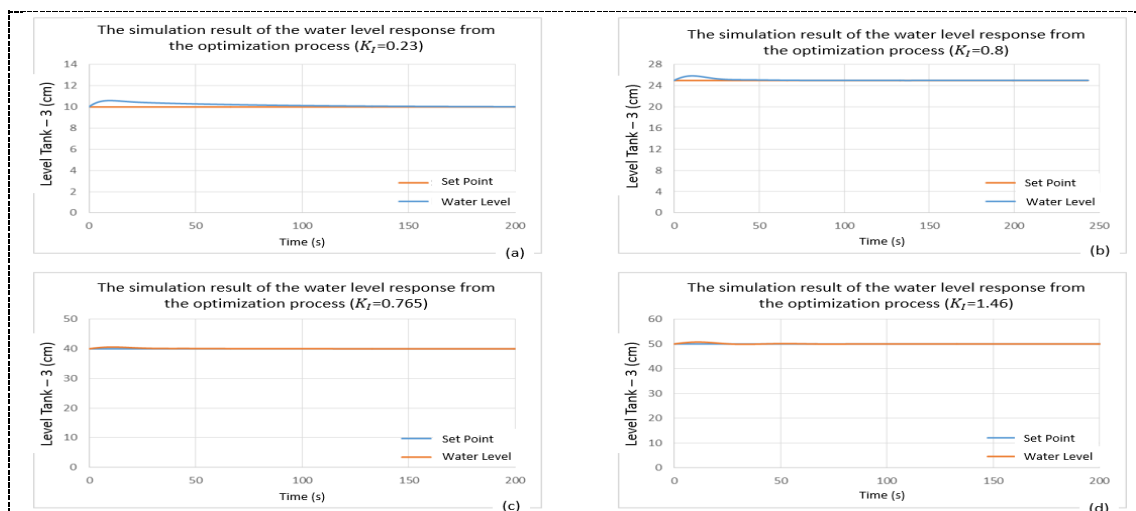 The simulation result of the water level response from
the optimization process (K_I=0.23)
Level Tank – 3 (cm)
14
12
10
8
6
4
2
0
Set Point
Water Level
0 50 100 150 200
Time (s)
(a)
The simulation result of the water level response from
the optimization process (K_I=0.8)
Level Tank – 3 (cm)
28
24
20
16
12
8
4
0
Set Point
Water Level
0 50 100 150 200 250
Time (s)
(b)
The simulation result of the water level response from
the optimization process (K_I=0.765)
Level Tank – 3 (cm)
50
40
30
20
10
0
Set Point
Water Level
0 50 100 150 200
Time (s)
(c)
The simulation result of the water level response from
the optimization process (K_I=1.46)
Level Tank – 3 (cm)
60
50
40
30
20
10
0
Set Point
Water Level
0 50 100 150 200
Time (s)
(d)